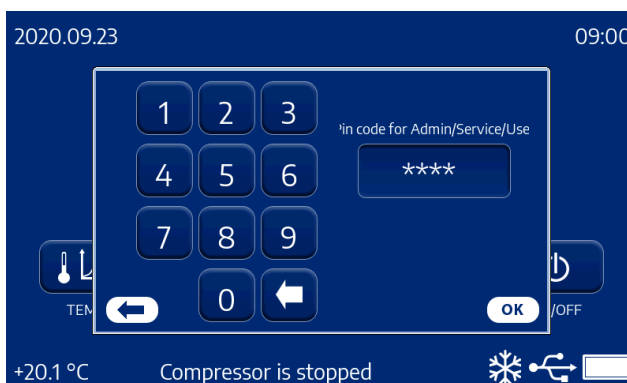 2020.09.23 09:00
1 2 3
'in code for Admin/Service/Use
4 5 6
****
7 8 9
0
OK
TEM /OFF
+20.1 °C Compressor is stopped